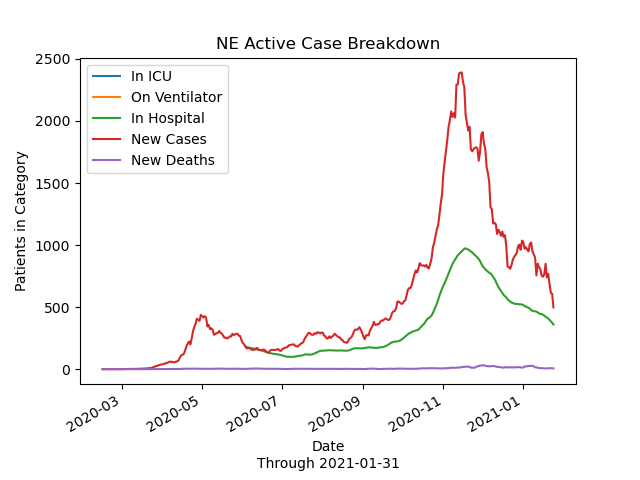 NE Active Case Breakdown
Patients in Category
2500
2000
1500
1000
500
0
In ICU
On Ventilator
In Hospital
New Cases
New Deaths
2020-03
2020-05
2020-07
2020-09
2020-11
2021-01
Date
Through 2021-01-31